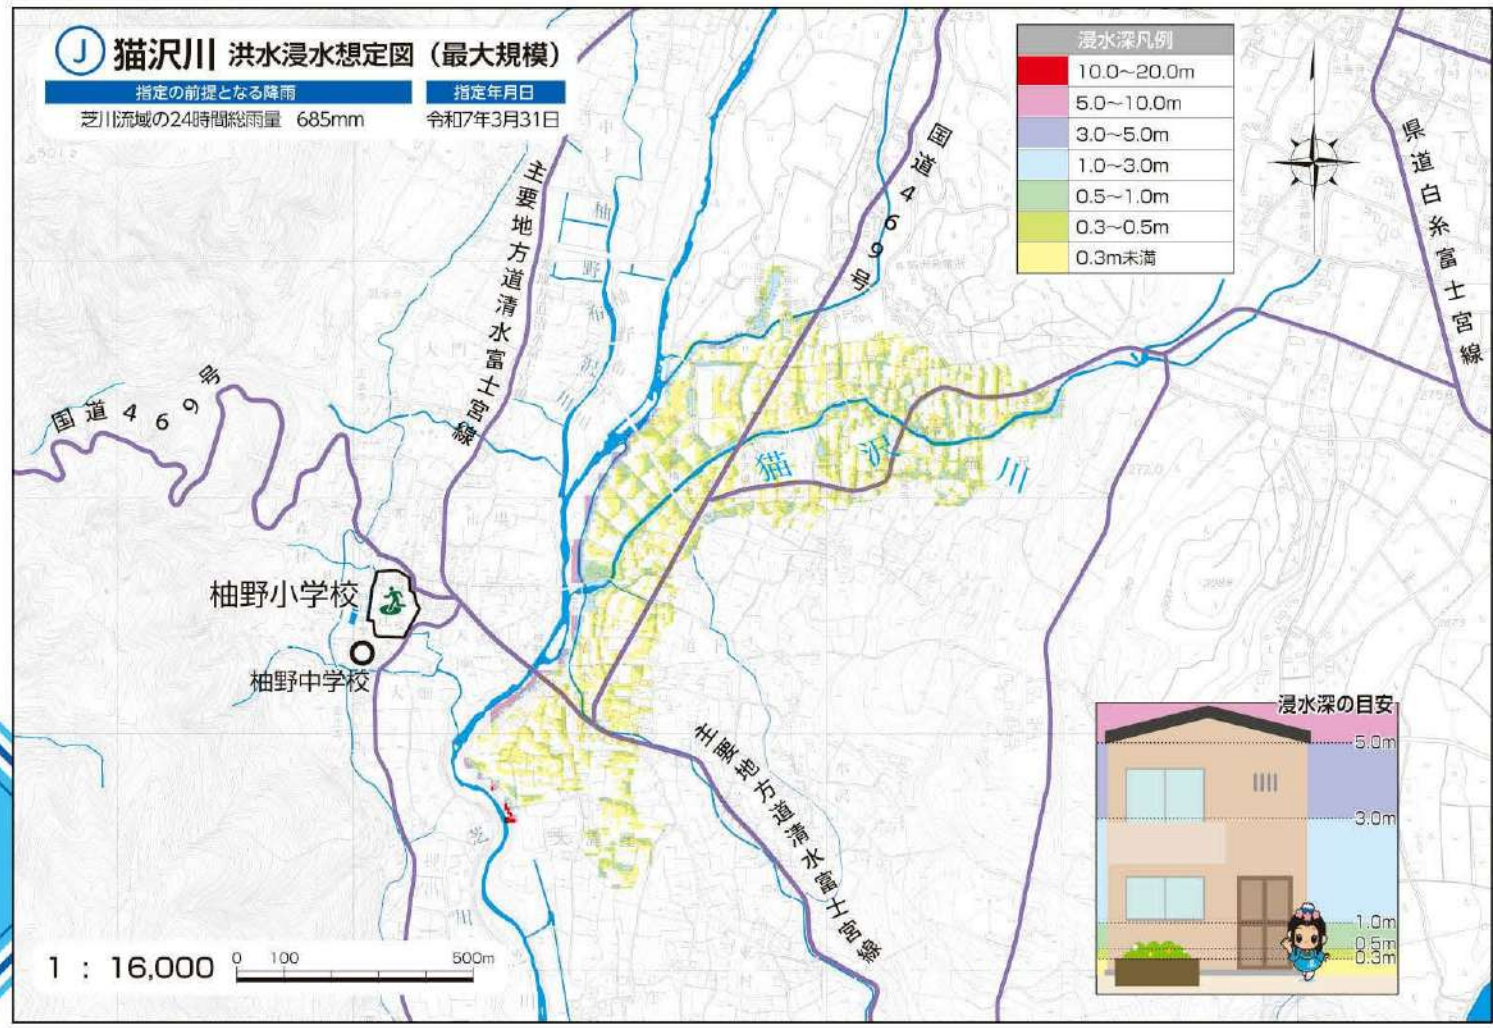 J 猫沢川 洪水浸水想定図（最大規模）
指定の前提となる降雨 指定年月日
芝川流域の24時間総雨量 685mm 令和7年3月31日
浸水深凡例
10.0～20.0m
5.0～10.0m
3.0～5.0m
1.0～3.0m
0.5～1.0m
0.3～0.5m
0.3m未満
主要地方道清水富士宮線
国道469号
県道白糸富士宮線
国道469号
猫沢川
柚野小学校
柚野中学校
主要地方道清水富士宮線
芝
川
浸水深の目安
5.0m
3.0m
1.0m
0.5m
0.3m
1 : 16,000
0 100 500m